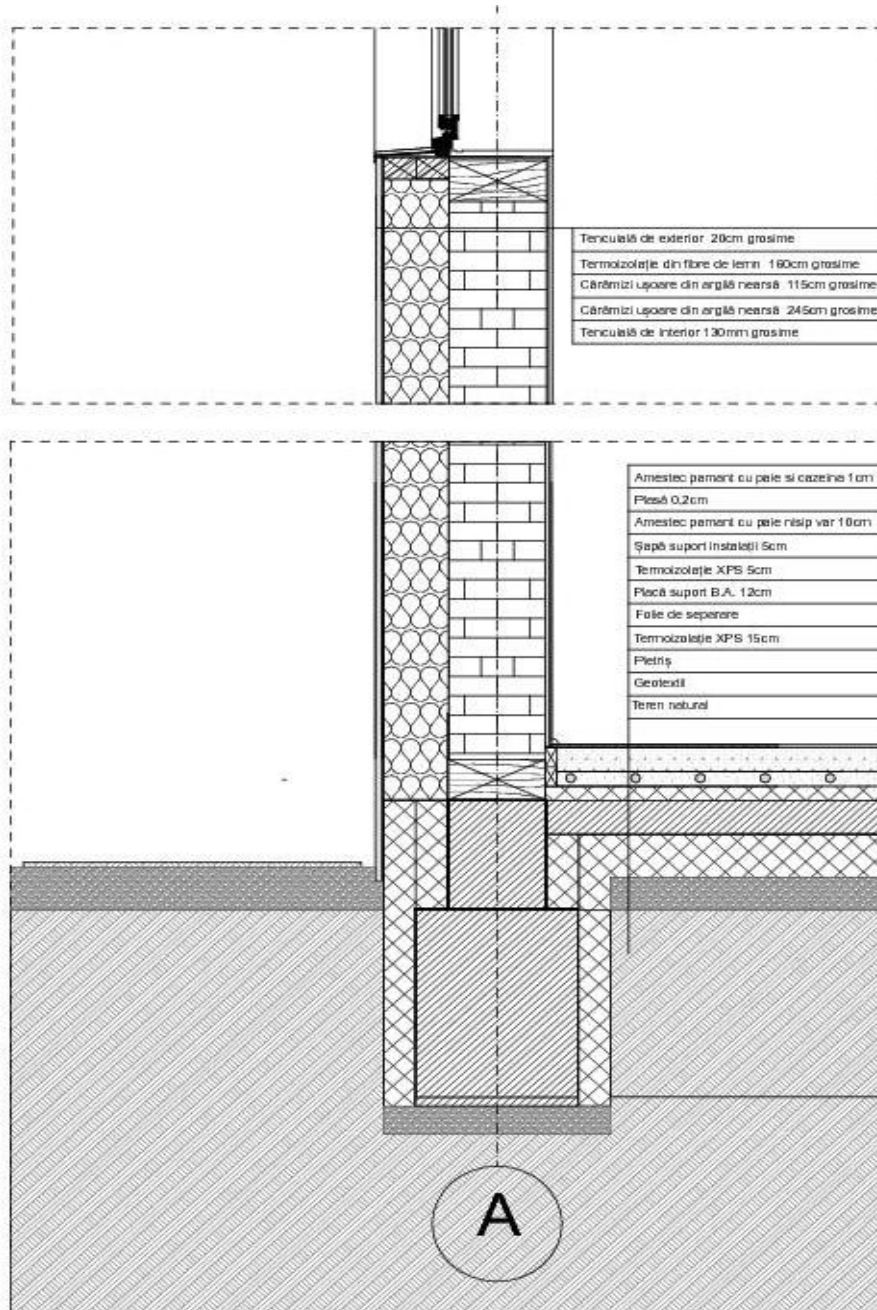 Tencuială de exterior 20cm grosime
Termoizolație din fibre de lemn 160cm grosime
Cărămizi ușoare din argilă nearsă 115cm grosime
Cărămizi ușoare din argilă nearsă 245cm grosime
Tencuială de interior 130mm grosime
Amestec pamant cu paie si cazeina 1cm
Plasă 0,2cm
Amestec pamant cu paie nisip var 10cm
Șapă suport instalații 5cm
Termoizolație XPS 5cm
Placă suport B.A. 12cm
Folie de separare
Termoizolație XPS 15cm
Pietriș
Geotextil
Teren natural
A